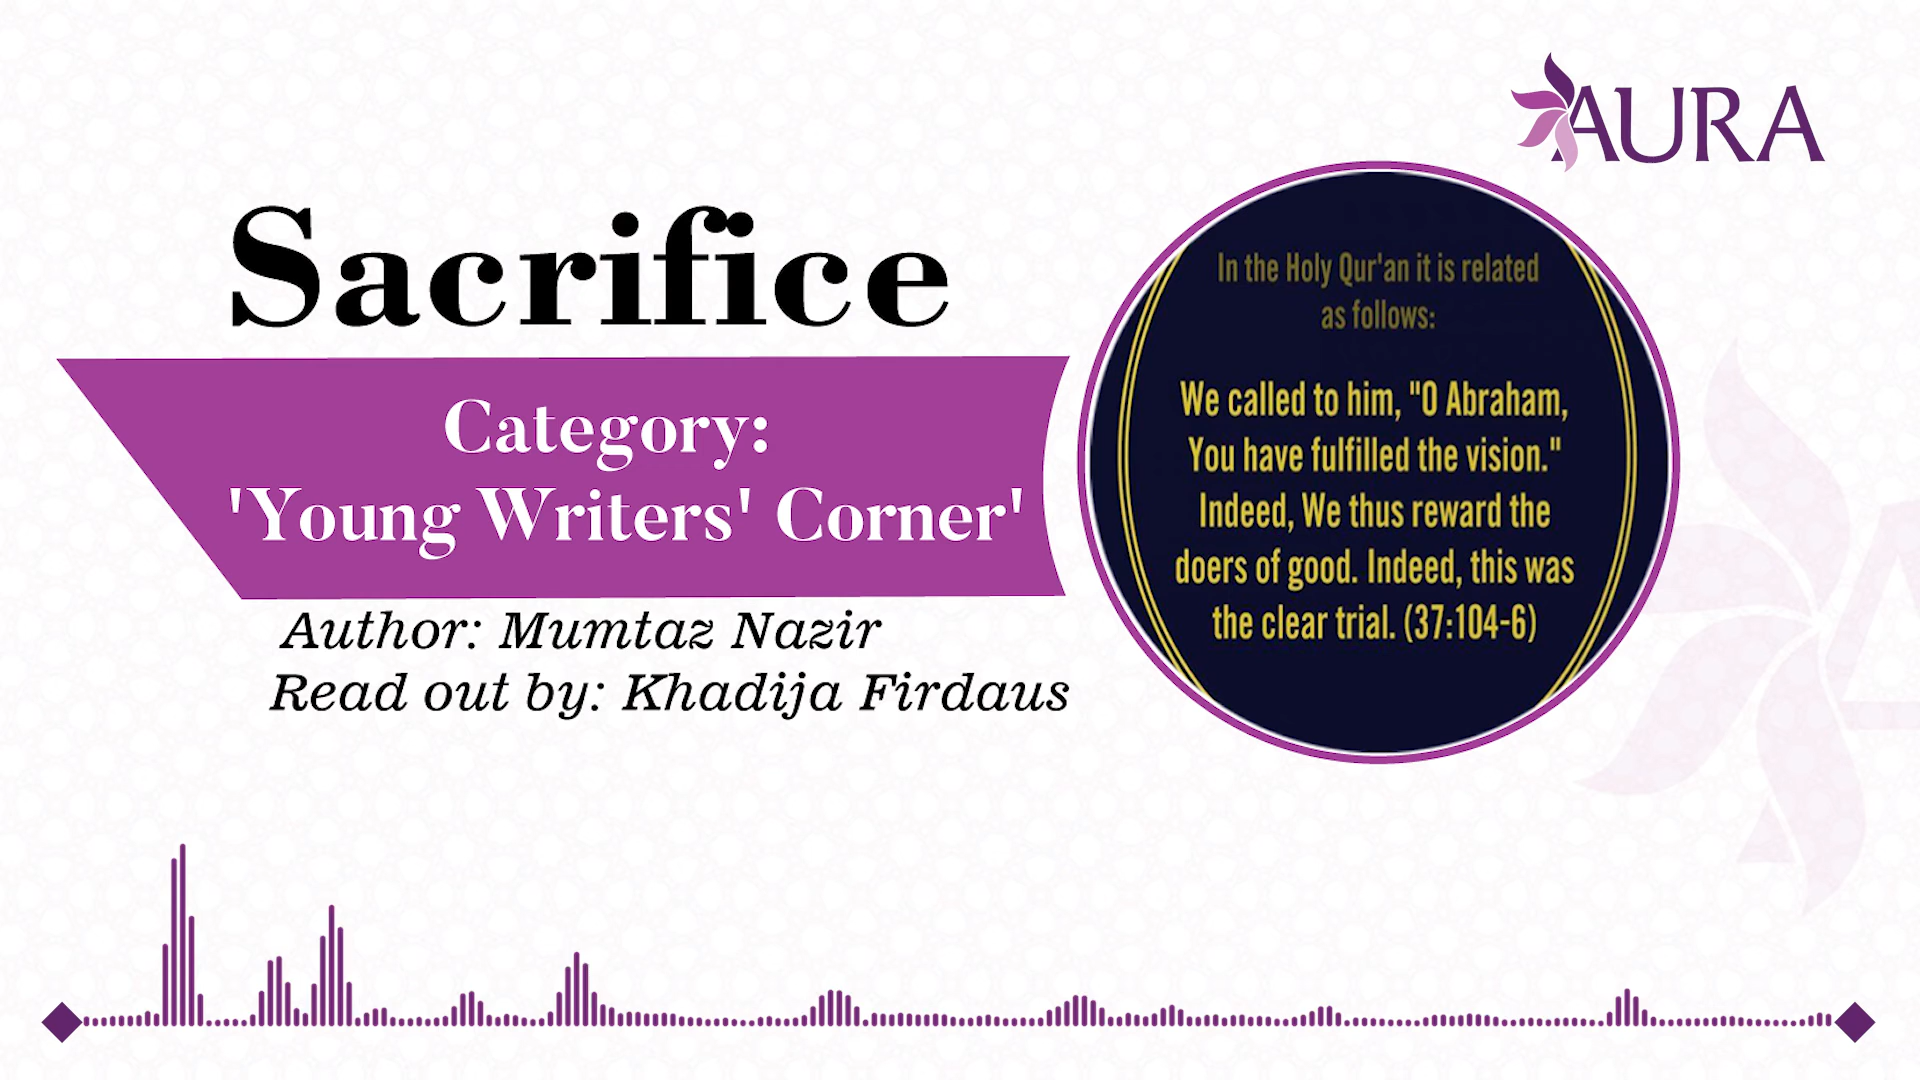 AURA
Sacrifice
Category:
'Young Writers' Corner'
Author: Mumtaz Nazir
Read out by: Khadija Firdaus
In the Holy Qur'an it is related
as follows:
We called to him, "O Abraham,
You have fulfilled the vision."
Indeed, We thus reward the
doers of good. Indeed, this was
the clear trial. (37:104-6)